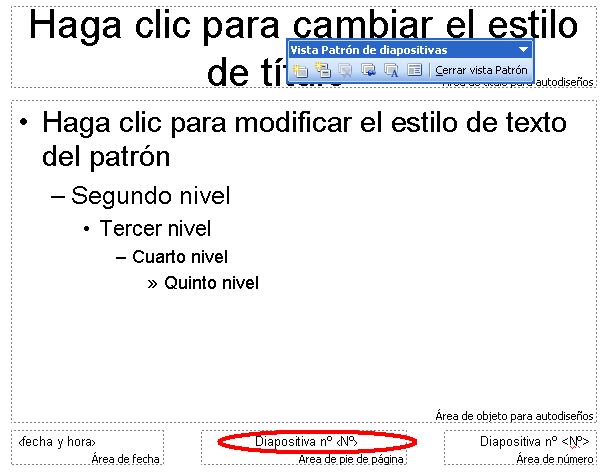 Haga clic para cambiar el estilo
de título
Vista Patrón de diapositivas
Cerrar vista Patrón
Área de título para autodiseños
• Haga clic para modificar el estilo de texto
del patrón
– Segundo nivel
• Tercer nivel
– Cuarto nivel
» Quinto nivel
Área de objeto para autodiseños
‹fecha y hora›
Área de fecha
Diapositiva nº ‹Nº›
Área de pie de página
Diapositiva nº <Nº>
Área de número